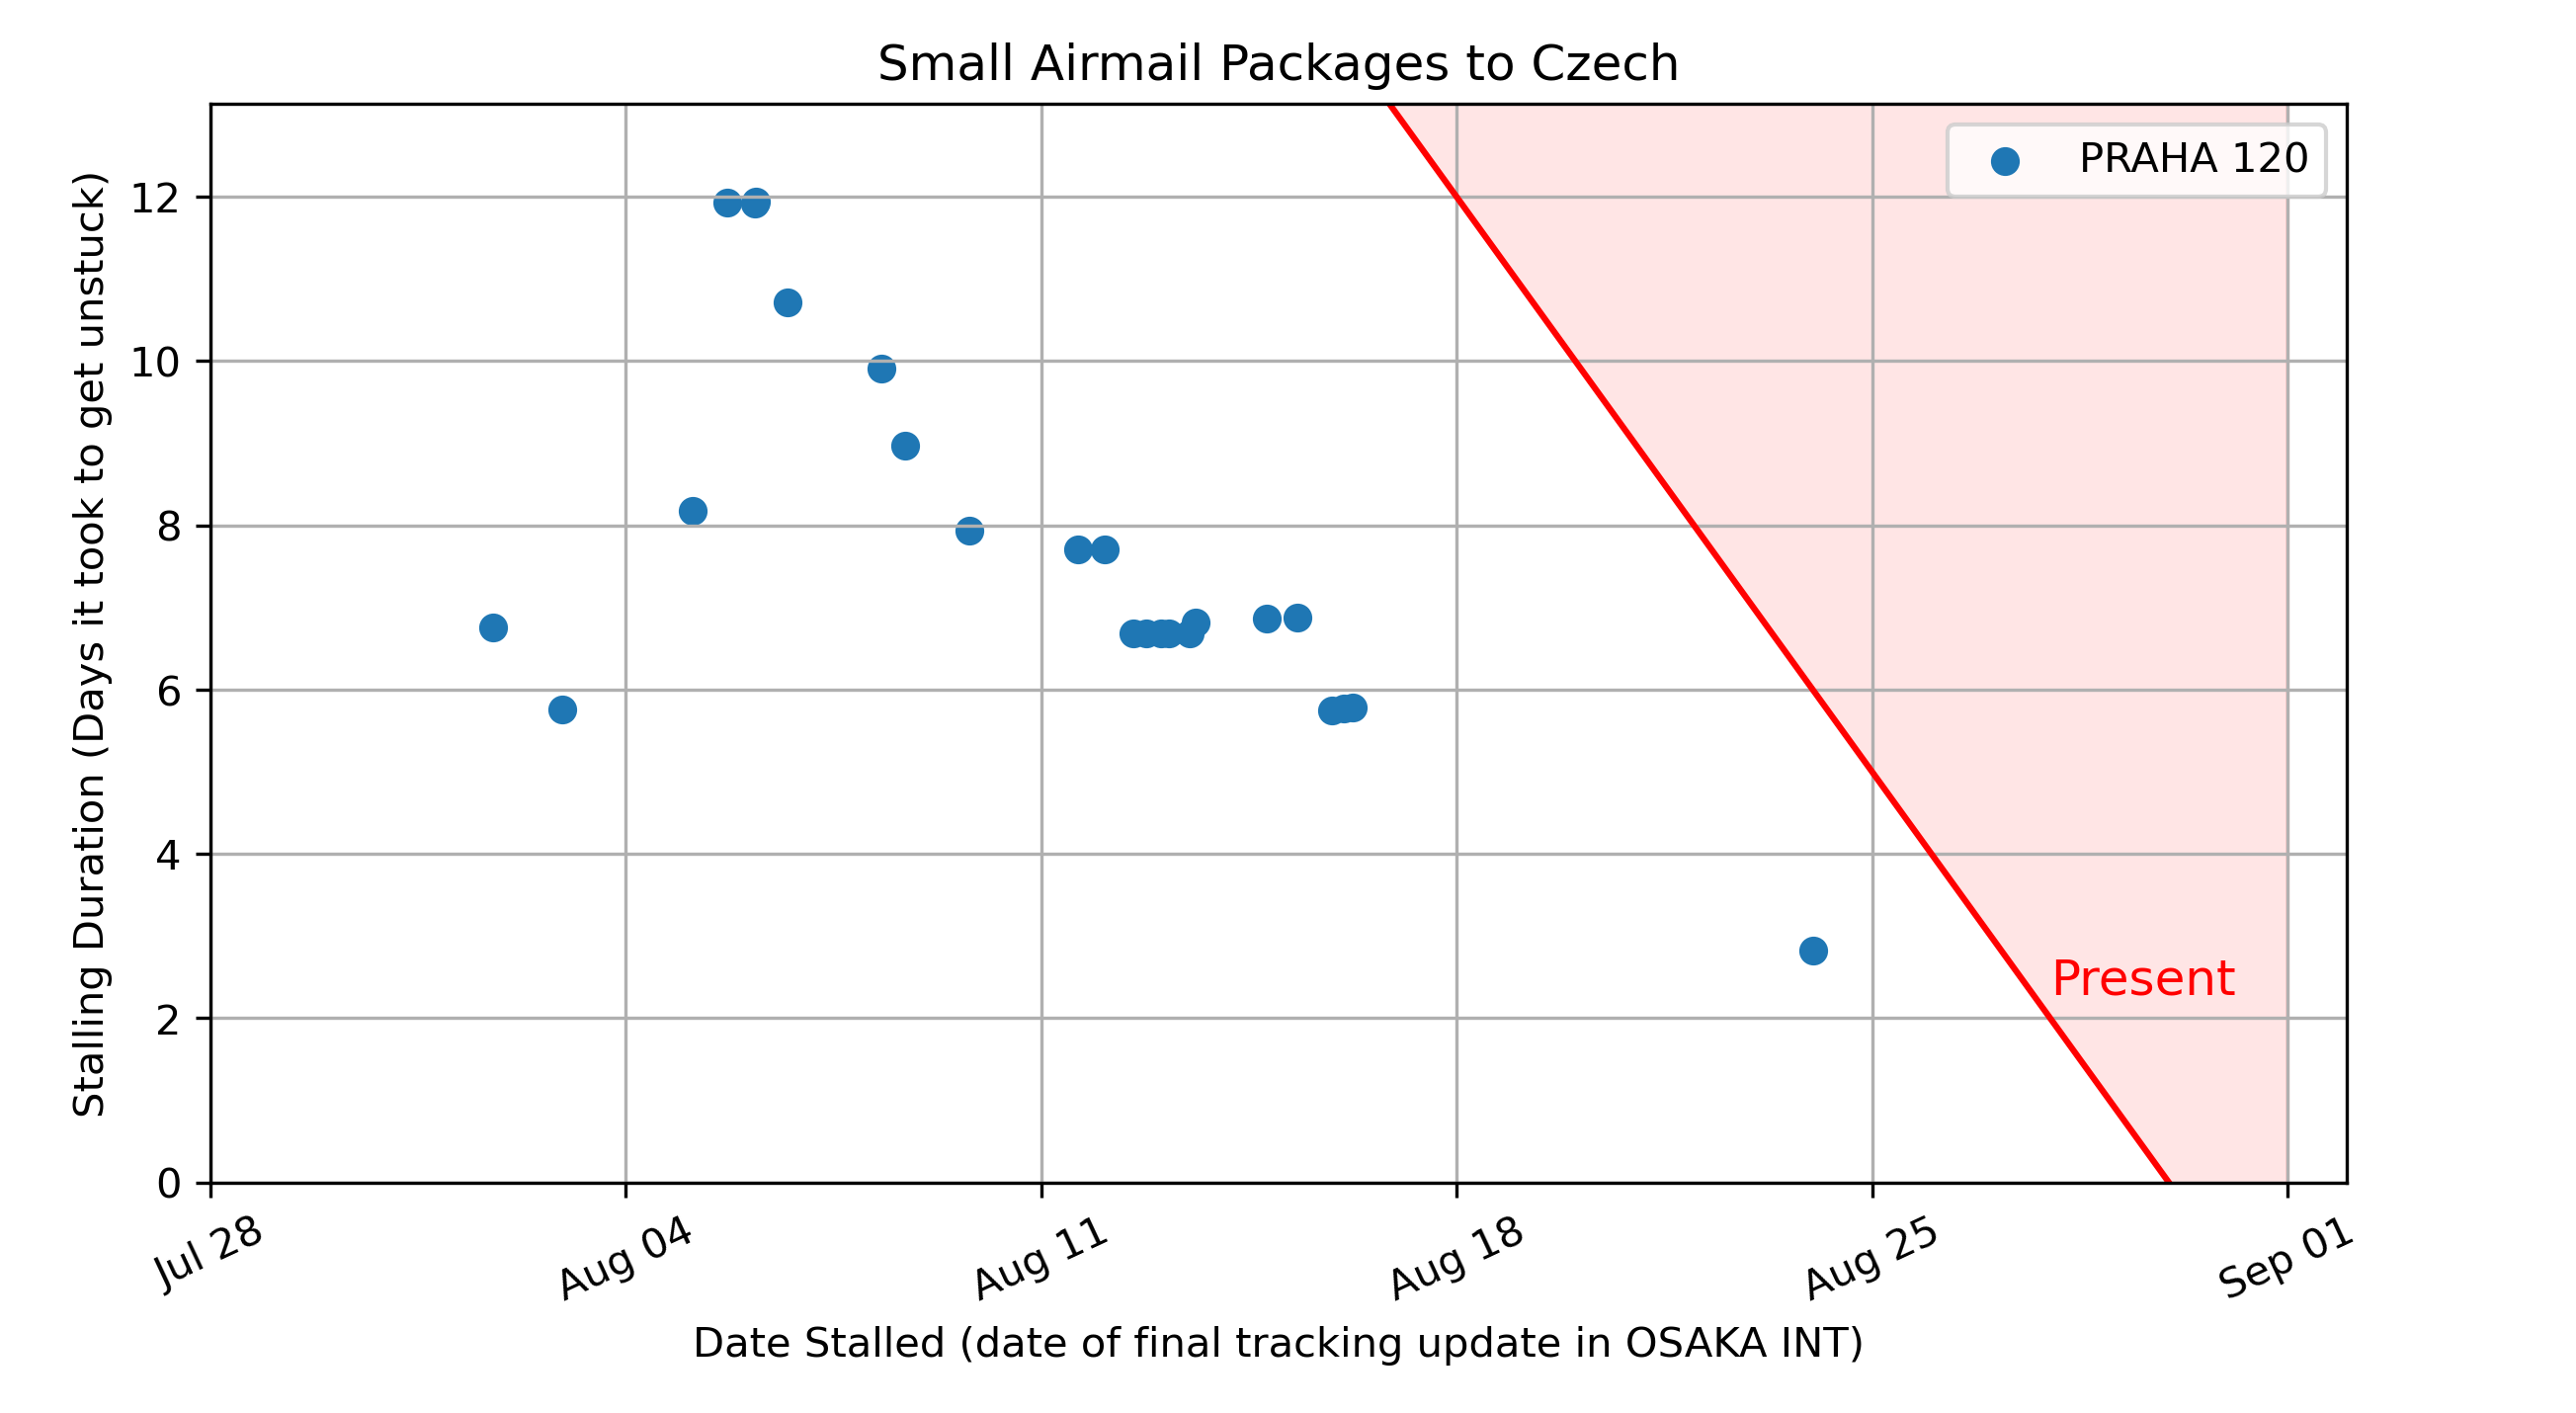 Small Airmail Packages to Czech
PRAHA 120
Stalling Duration (Days it took to get unstuck)
12
10
8
6
4
2
0
Present
Jul 28
Aug 04
Aug 11
Aug 18
Aug 25
Sep 01
Date Stalled (date of final tracking update in OSAKA INT)